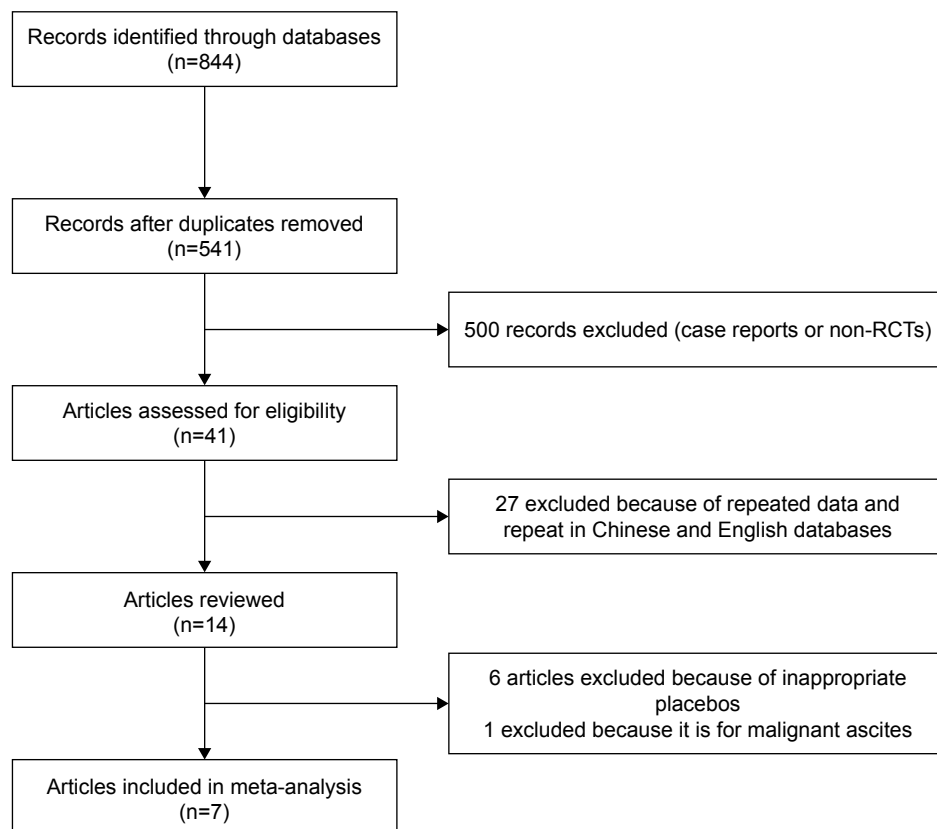 Records identified through databases
(n=844)
Records after duplicates removed
(n=541)
500 records excluded (case reports or non-RCTs)
Articles assessed for eligibility
(n=41)
27 excluded because of repeated data and
repeat in Chinese and English databases
Articles reviewed
(n=14)
6 articles excluded because of inappropriate
placebos
1 excluded because it is for malignant ascites
Articles included in meta-analysis
(n=7)